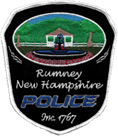 Rumney
New Hampshire
POLICE
Inc. 1767